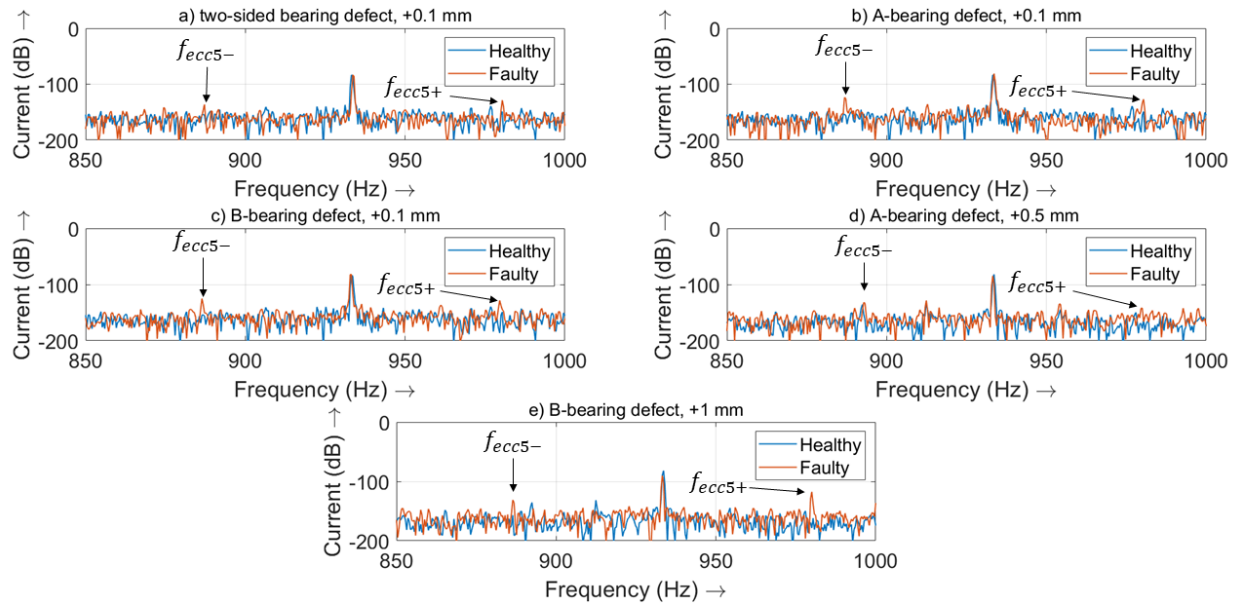 a) two-sided bearing defect, +0.1 mm
Current (dB) →
0
-100
-200
f_ecc5−
f_ecc5+
Healthy
Faulty
850
900
950
1000
Frequency (Hz) →
b) A-bearing defect, +0.1 mm
Current (dB) →
0
-100
-200
f_ecc5−
f_ecc5+
Healthy
Faulty
850
900
950
1000
Frequency (Hz) →
c) B-bearing defect, +0.1 mm
Current (dB) →
0
-100
-200
f_ecc5−
f_ecc5+
Healthy
Faulty
850
900
950
1000
Frequency (Hz) →
d) A-bearing defect, +0.5 mm
Current (dB) →
0
-100
-200
f_ecc5−
f_ecc5+
Healthy
Faulty
850
900
950
1000
Frequency (Hz) →
e) B-bearing defect, +1 mm
Current (dB) →
0
-100
-200
f_ecc5−
f_ecc5+
Healthy
Faulty
850
900
950
1000
Frequency (Hz) →